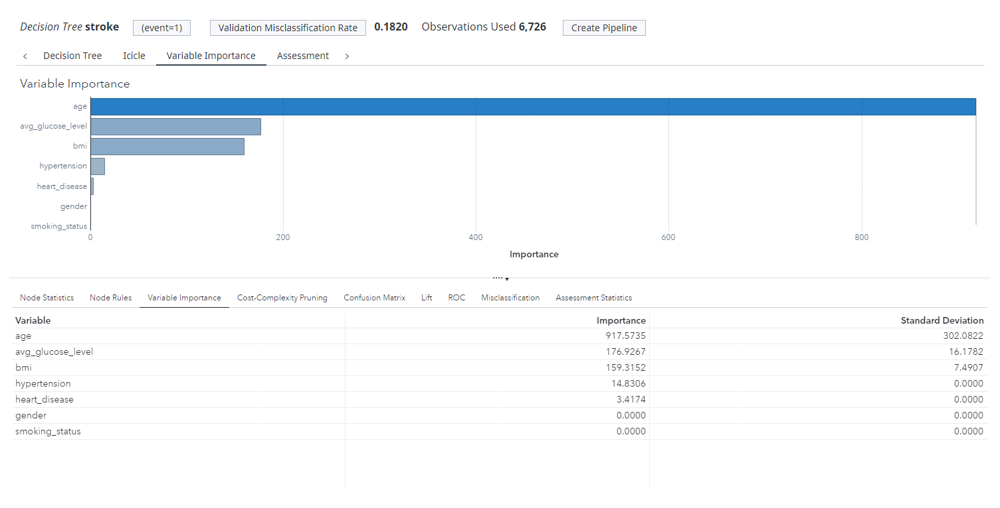 Decision Tree stroke (event=1) Validation Misclassification Rate 0.1820 Observations Used 6,726 Create Pipeline
< Decision Tree Icicle Variable Importance Assessment >
Variable Importance
age
avg_glucose_level
bmi
hypertension
heart_disease
gender
smoking_status
0 200 400 600 800
Importance
Node Statistics Node Rules Variable Importance Cost-Complexity Pruning Confusion Matrix Lift ROC Misclassification Assessment Statistics
Variable Importance Standard Deviation
age 917.5735 302.0822
avg_glucose_level 176.9267 16.1782
bmi 159.3152 7.4907
hypertension 14.8306 0.0000
heart_disease 3.4174 0.0000
gender 0.0000 0.0000
smoking_status 0.0000 0.0000